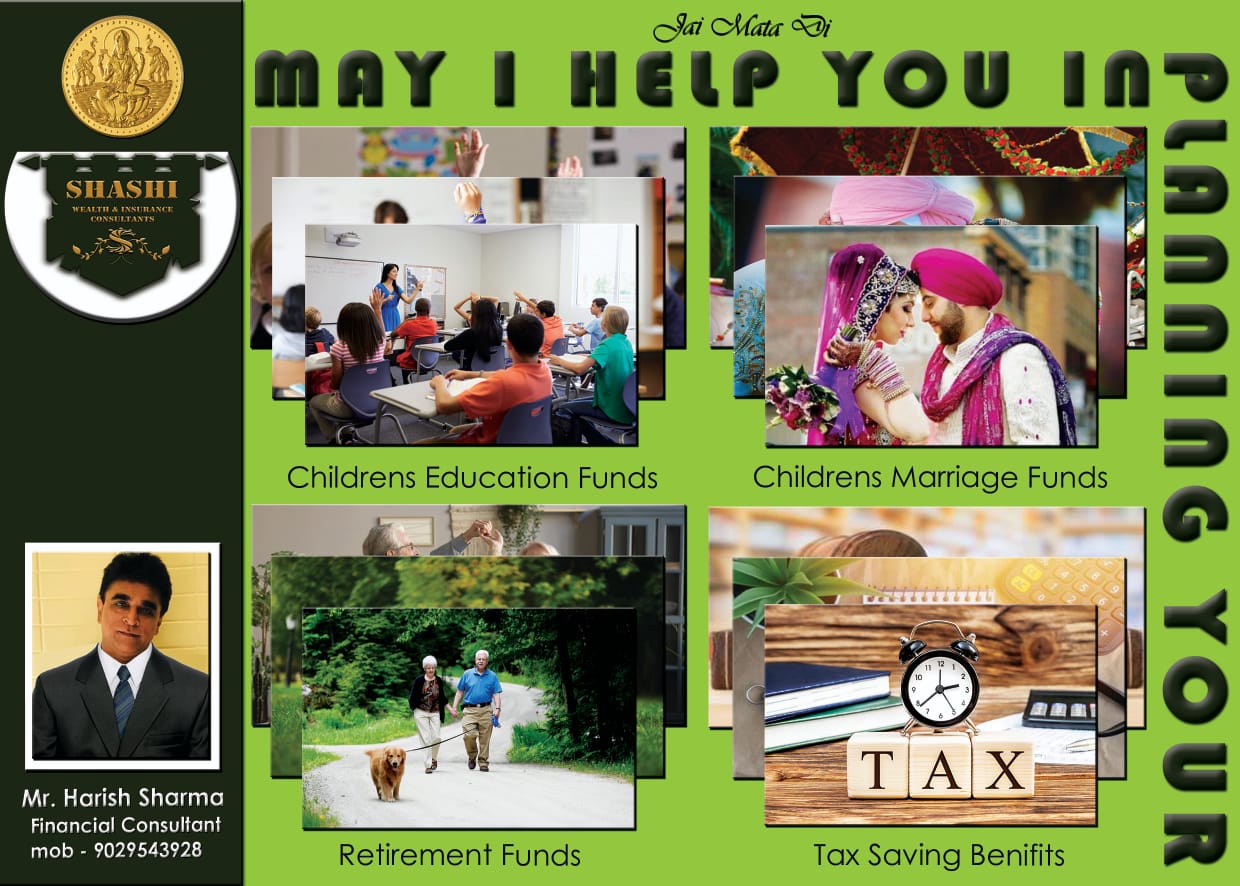 Jai Mata Di
MAY I HELP YOU IN
PLANNING YOUR
SHASHI
WEALTH & INSURANCE
CONSULTANTS
Childrens Education Funds
Childrens Marriage Funds
Retirement Funds
TAX
Tax Saving Benifits
Mr. Harish Sharma
Financial Consultant
mob - 9029543928